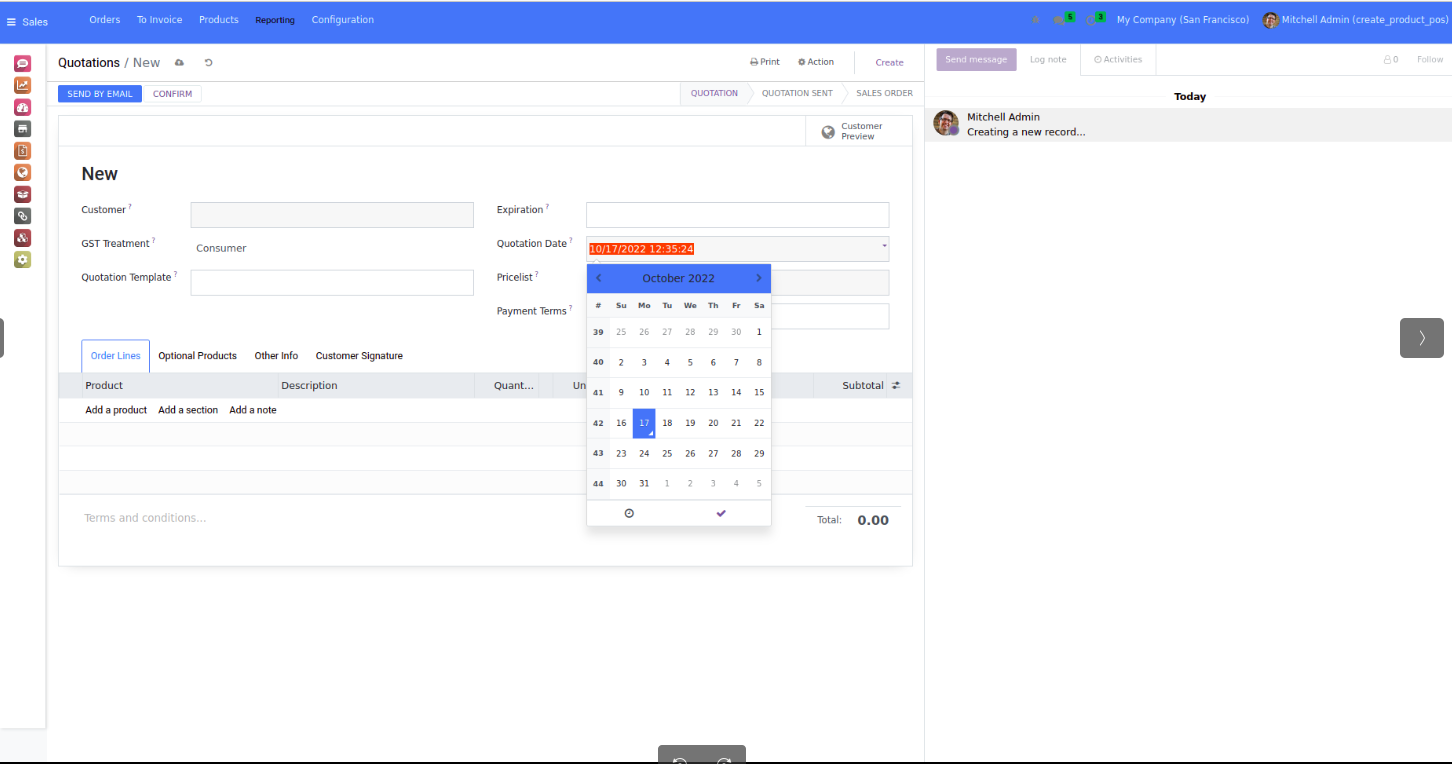 Sales Orders To Invoice Products Reporting Configuration 5 3 My Company (San Francisco) Mitchell Admin (create_product_pos)
Quotations / New Print Action Create
SEND BY EMAIL CONFIRM QUOTATION QUOTATION SENT SALES ORDER
Customer
Preview
New
Customer ?
GST Treatment ? Consumer
Quotation Template ?
Expiration ?
Quotation Date ? 10/17/2022 12:35:24
Pricelist ?
Payment Terms ?
October 2022
# Su Mo Tu We Th Fr Sa
39 25 26 27 28 29 30 1
40 2 3 4 5 6 7 8
41 9 10 11 12 13 14 15
42 16 17 18 19 20 21 22
43 23 24 25 26 27 28 29
44 30 31 1 2 3 4 5
Order Lines Optional Products Other Info Customer Signature
Product Description Quant... Un Subtotal
Add a product Add a section Add a note
Terms and conditions...
Total: 0.00
Send message Log note Activities 0 Follow
Today
Mitchell Admin
Creating a new record...